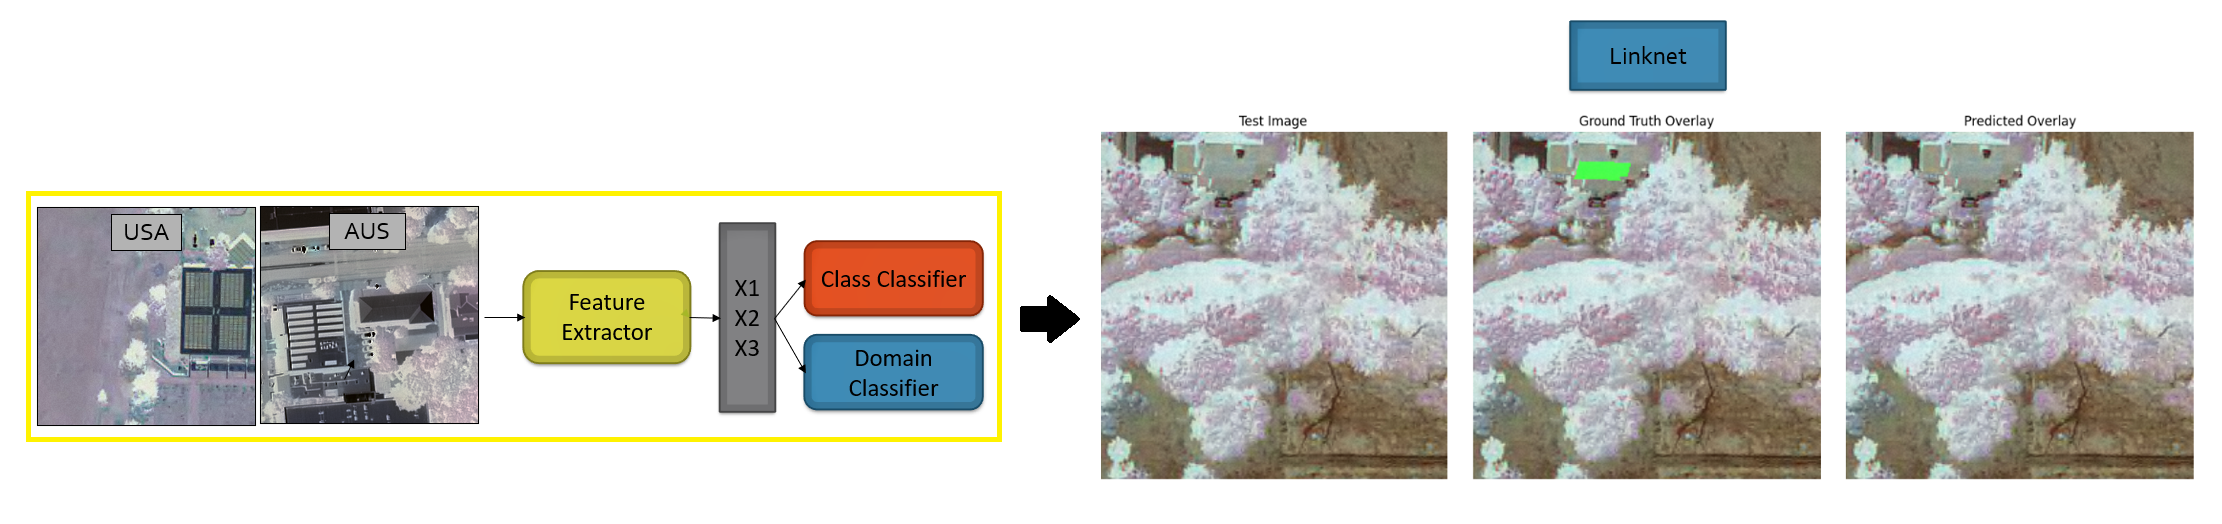 Linknet
Test Image
Ground Truth Overlay
Predicted Overlay
USA
AUS
Feature
Extractor
X1
X2
X3
Class Classifier
Domain
Classifier